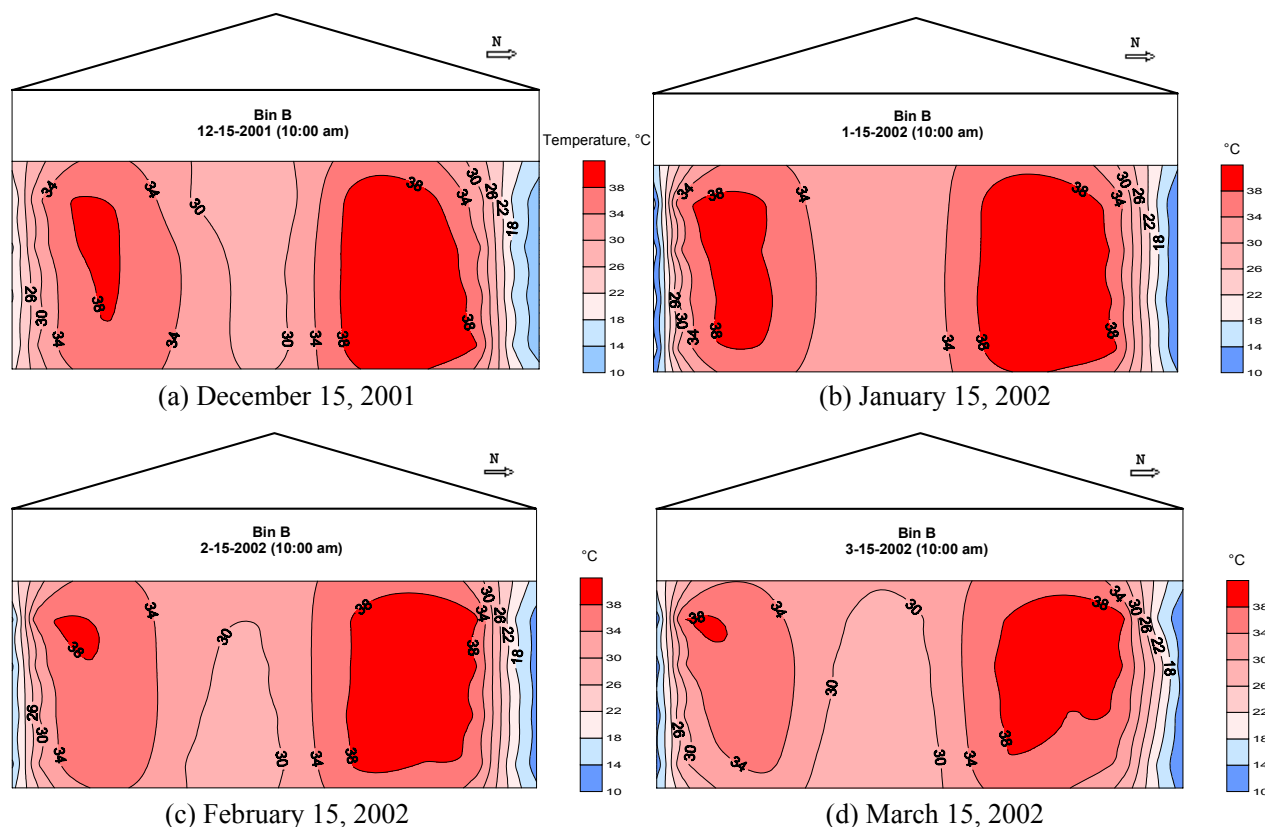 N
Bin B
12-15-2001 (10:00 am)
34 34 30 38 30 34 26 22 18
26 30 34 38 34 30 34 38 38
Temperature, °C
38
34
30
26
22
18
14
10
(a) December 15, 2001
N
Bin B
1-15-2002 (10:00 am)
34 38 34 38 30 34 26 22 18
26 30 34 38 34 38 38
°C
38
34
30
26
22
18
14
10
(b) January 15, 2002
N
Bin B
2-15-2002 (10:00 am)
34 38 30 38 30 34 26 22 38 18
26 30 34 30 34 38
°C
38
34
30
26
22
18
14
10
(c) February 15, 2002
N
Bin B
3-15-2002 (10:00 am)
38 34 30 34 38 30 26 22 18
26 30 34 30 30 34 38
°C
38
34
30
26
22
18
14
10
(d) March 15, 2002